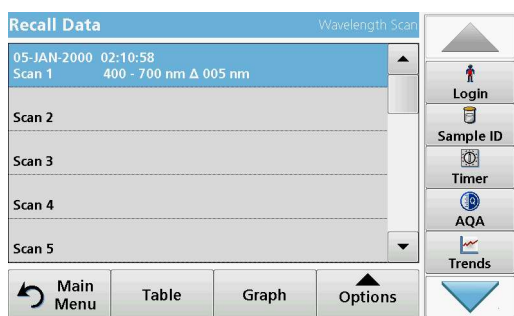 Recall Data
Wavelength Scan
05-JAN-2000 02:10:58
Scan 1 400 - 700 nm Δ 005 nm
Scan 2
Scan 3
Scan 4
Scan 5
Main Menu
Table
Graph
Options
Login
Sample ID
Timer
AQA
Trends